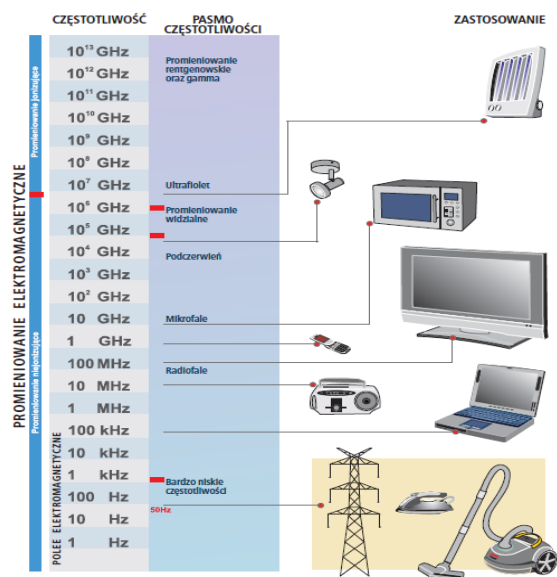 CZĘSTOTLIWOŚĆ
PASMO
CZĘSTOTLIWOŚCI
ZASTOSOWANIE
PROMIENIOWANIE ELEKTROMAGNETYCZNE
Promieniowanie jonizujące
Promieniowanie niejonizujące
POLEE ELEKTROMAGNETYCZNE
10¹³ GHz
10¹² GHz
10¹¹ GHz
10¹⁰ GHz
10⁹ GHz
10⁸ GHz
10⁷ GHz
10⁶ GHz
10⁵ GHz
10⁴ GHz
10³ GHz
10² GHz
10 GHz
1 GHz
100 MHz
10 MHz
1 MHz
100 kHz
10 kHz
1 kHz
100 Hz
10 Hz
1 Hz
Promieniowanie
rentgenowskie
oraz gamma
Ultrafiolet
Promieniowanie
widzialne
Podczerwień
Mikrofale
Radiofale
Bardzo niskie
częstotliwości
50Hz